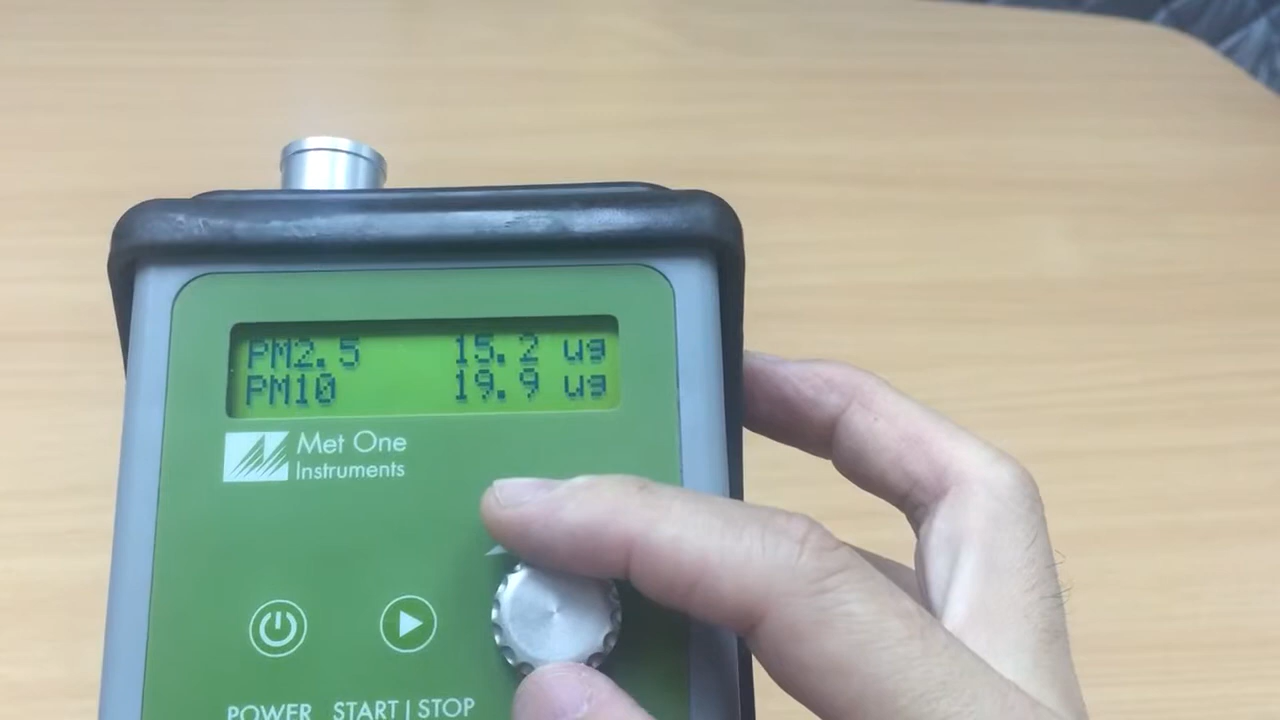 PM2.5 15.2 ug
PM10 19.9 ug
Met One
Instruments
POWER START | STOP